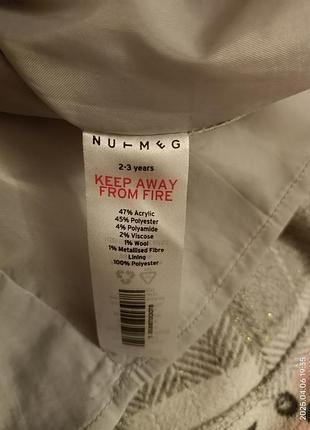 NUTMEG
2-3 years
KEEP AWAY
FROM FIRE
47% Acrylic
45% Polyester
4% Polyamide
2% Viscose
1% Wool
1% Metallised Fibre
Lining
100% Polyester
2025.04.06 19:35